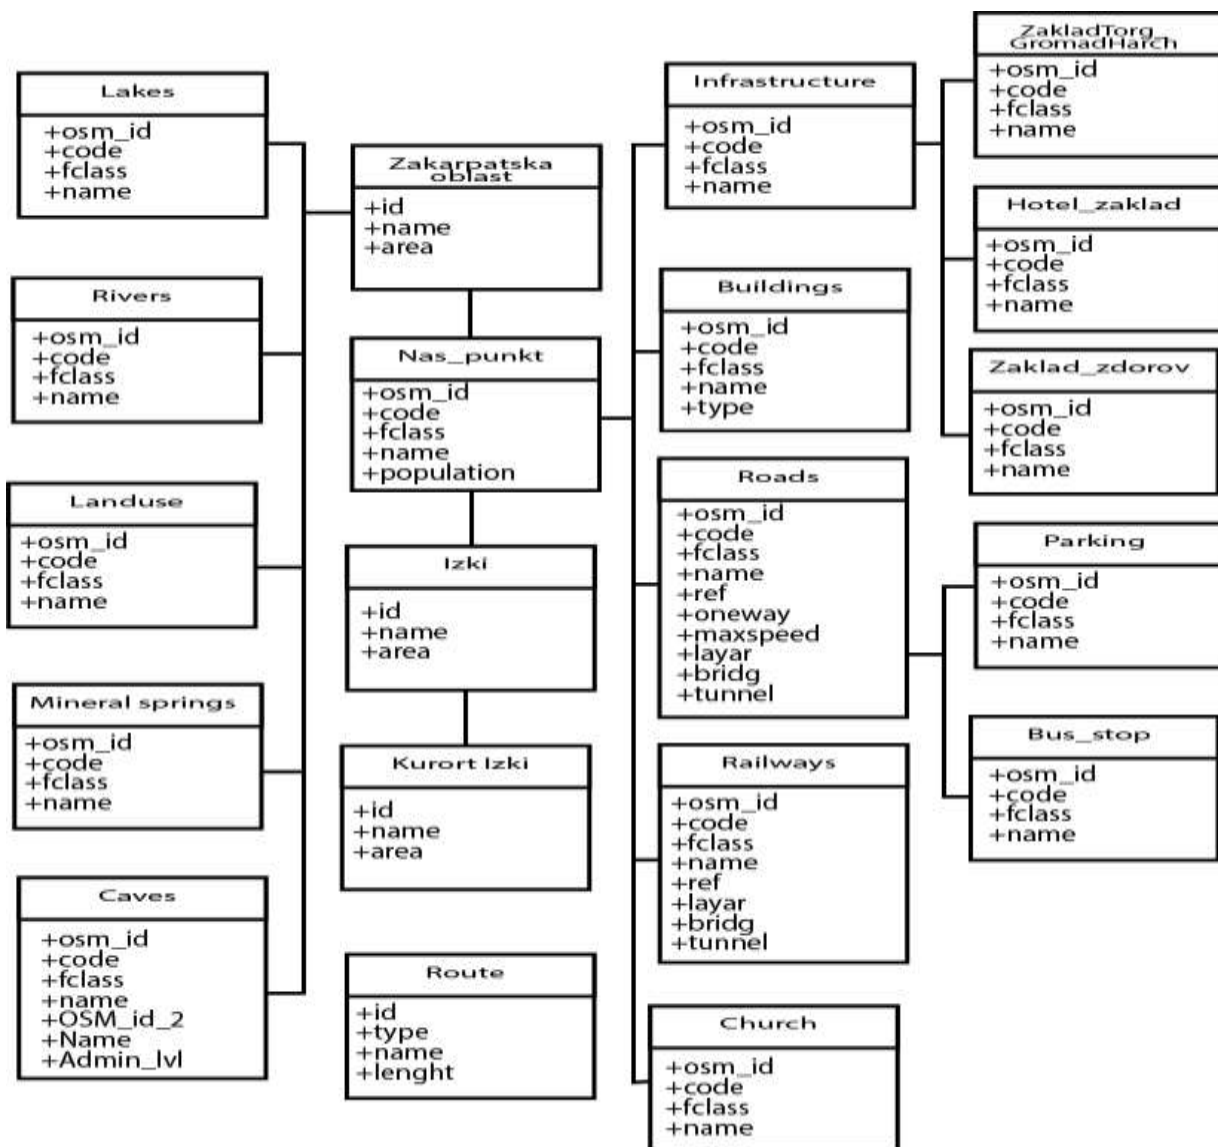 Lakes
+osm_id
+code
+fclass
+name
Rivers
+osm_id
+code
+fclass
+name
Landuse
+osm_id
+code
+fclass
+name
Mineral springs
+osm_id
+code
+fclass
+name
Caves
+osm_id
+code
+fclass
+name
+OSM_id_2
+Name
+Admin_lvl
Zakarpatska
oblast
+id
+name
+area
Nas_punkt
+osm_id
+code
+fclass
+name
+population
Izki
+id
+name
+area
Kurort Izki
+id
+name
+area
Route
+id
+type
+name
+lenght
Infrastructure
+osm_id
+code
+fclass
+name
Buildings
+osm_id
+code
+fclass
+name
+type
Roads
+osm_id
+code
+fclass
+name
+ref
+oneway
+maxspeed
+layar
+bridg
+tunnel
Railways
+osm_id
+code
+fclass
+name
+ref
+layar
+bridg
+tunnel
Church
+osm_id
+code
+fclass
+name
ZakladTorg_
GromadHarch
+osm_id
+code
+fclass
+name
Hotel_zaklad
+osm_id
+code
+fclass
+name
Zaklad_zdorov
+osm_id
+code
+fclass
+name
Parking
+osm_id
+code
+fclass
+name
Bus_stop
+osm_id
+code
+fclass
+name